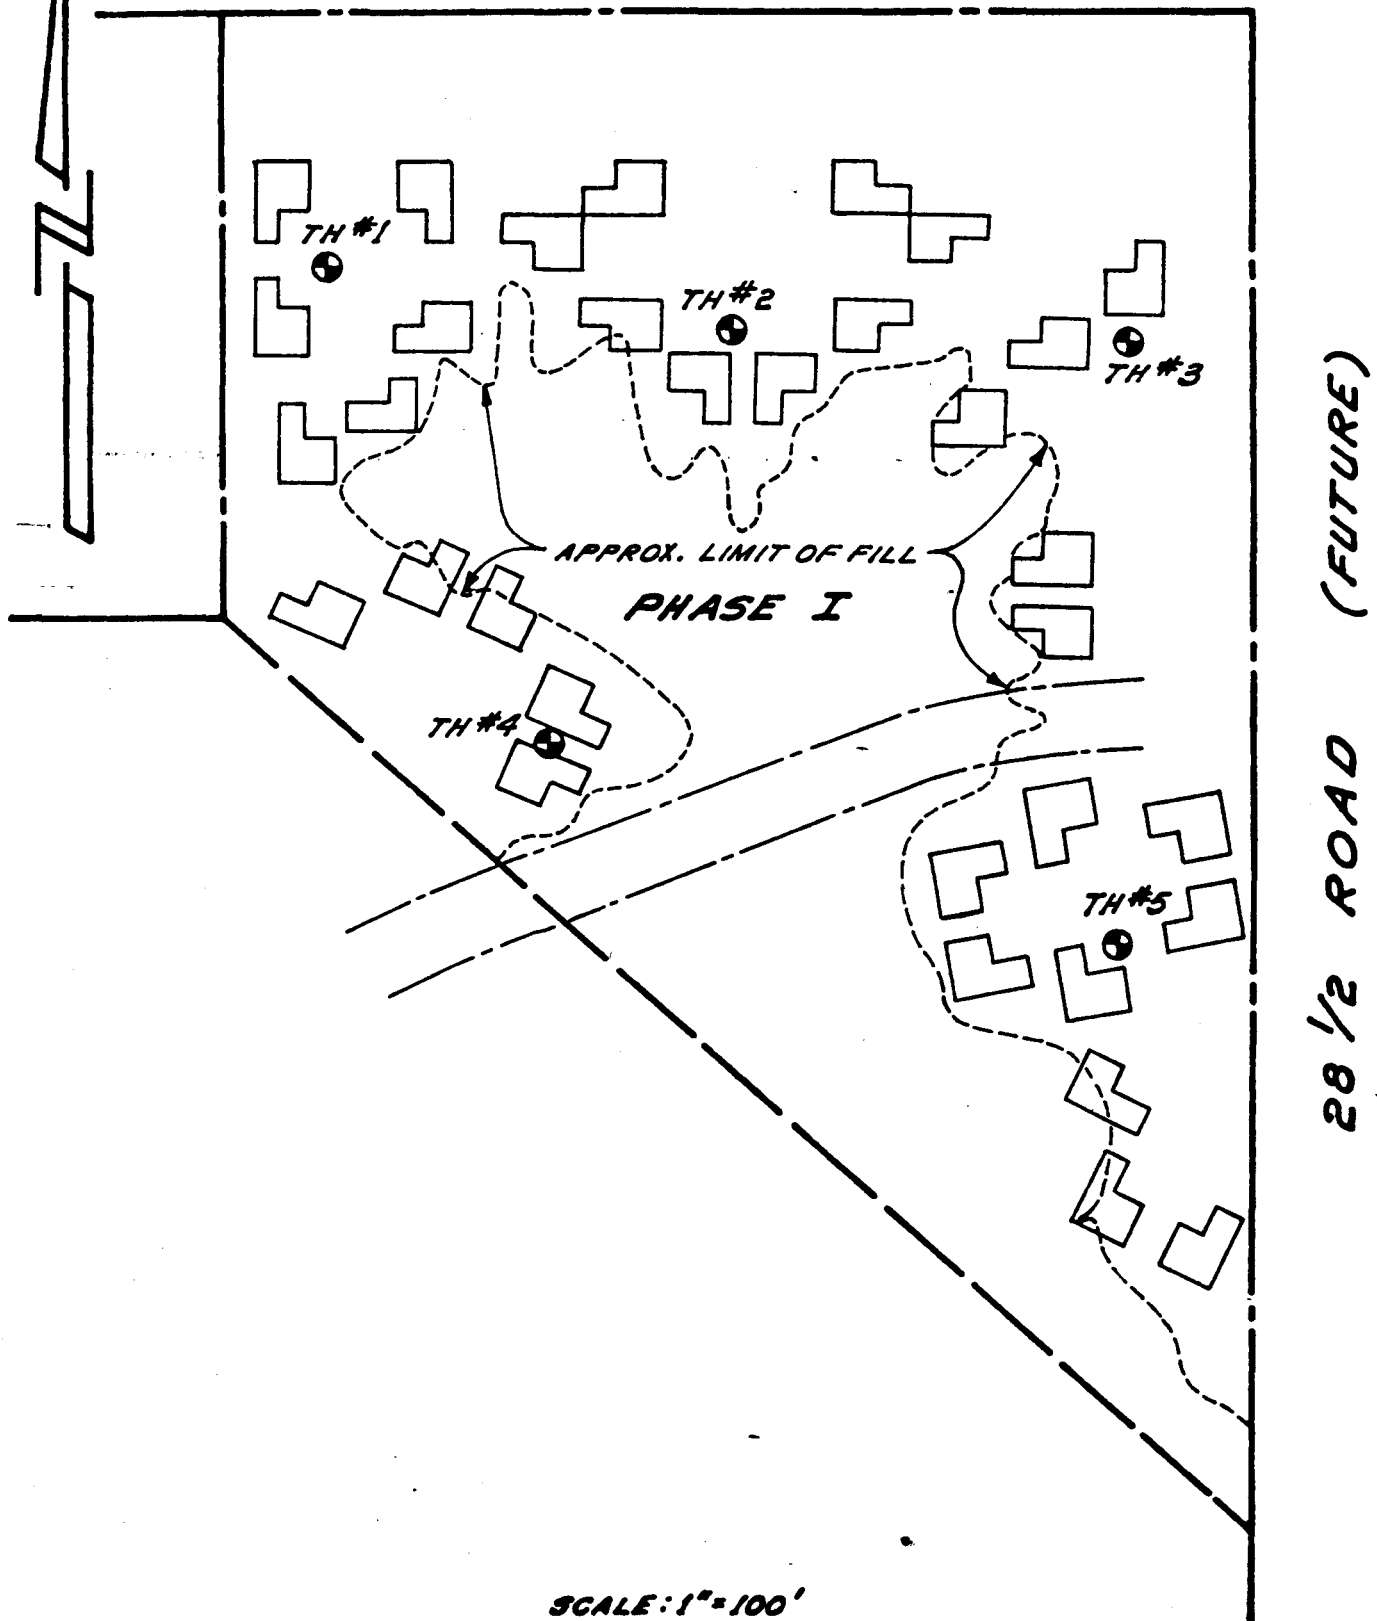 N
TH #1
TH #2
TH #3
APPROX. LIMIT OF FILL
PHASE I
TH #4
TH #5
28 1/2 ROAD (FUTURE)
SCALE: 1"=100'